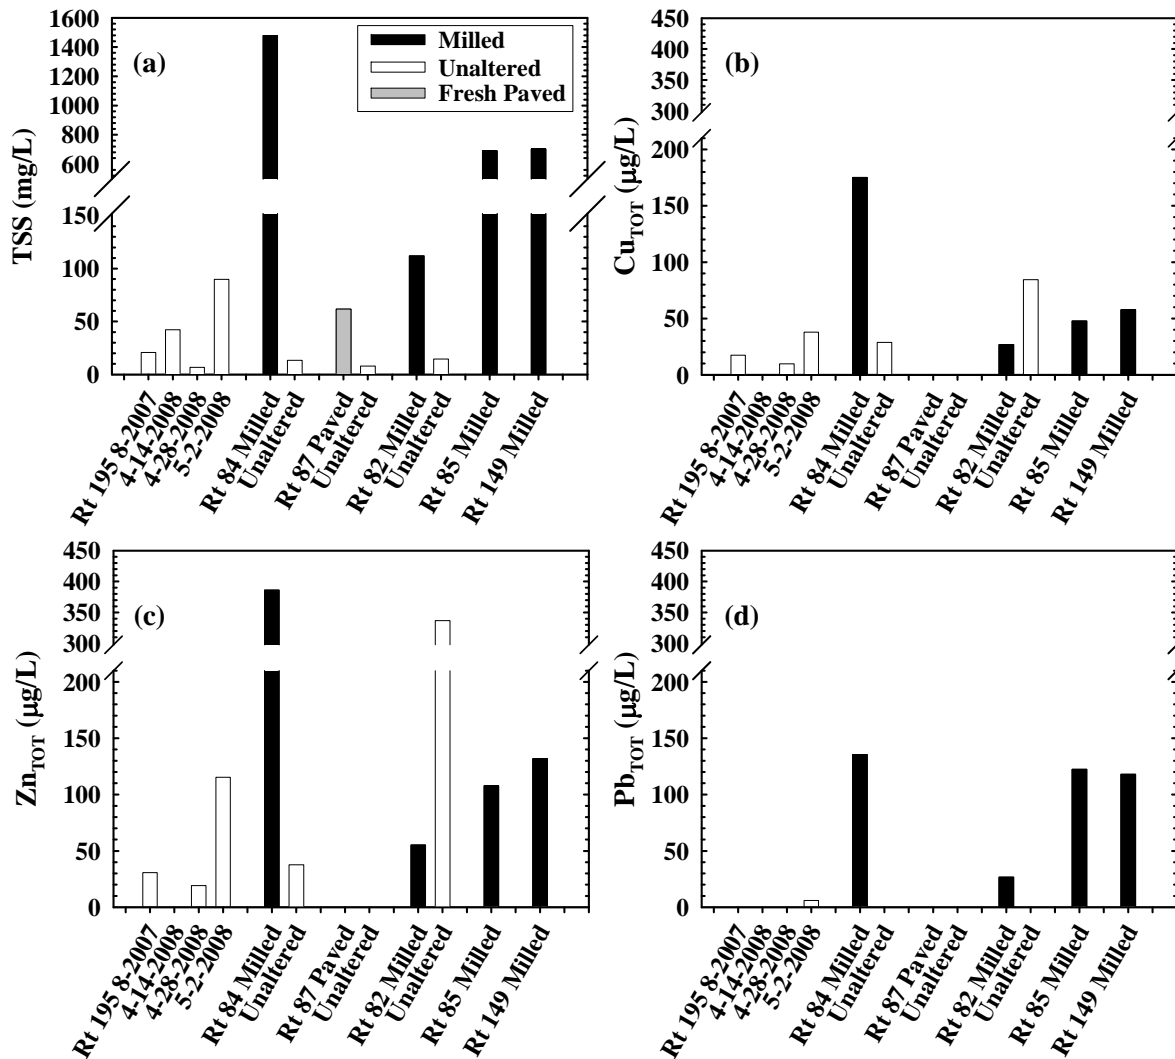 (a)
TSS (mg/L)
1600
1400
1200
1000
800
600
150
100
50
0
Milled
Unaltered
Fresh Paved
Rt 195 8-2007
4-14-2008
4-28-2008
5-2-2008
Rt 84 Milled
Unaltered
Rt 87 Paved
Unaltered
Rt 82 Milled
Unaltered
Rt 85 Milled
Rt 149 Milled
(b)
CuTOT (µg/L)
450
400
350
300
200
150
100
50
0
Rt 195 8-2007
4-14-2008
4-28-2008
5-2-2008
Rt 84 Milled
Unaltered
Rt 87 Paved
Unaltered
Rt 82 Milled
Unaltered
Rt 85 Milled
Rt 149 Milled
(c)
ZnTOT (µg/L)
450
400
350
300
200
150
100
50
0
Rt 195 8-2007
4-14-2008
4-28-2008
5-2-2008
Rt 84 Milled
Unaltered
Rt 87 Paved
Unaltered
Rt 82 Milled
Unaltered
Rt 85 Milled
Rt 149 Milled
(d)
PbTOT (µg/L)
450
400
350
300
200
150
100
50
0
Rt 195 8-2007
4-14-2008
4-28-2008
5-2-2008
Rt 84 Milled
Unaltered
Rt 87 Paved
Unaltered
Rt 82 Milled
Unaltered
Rt 85 Milled
Rt 149 Milled